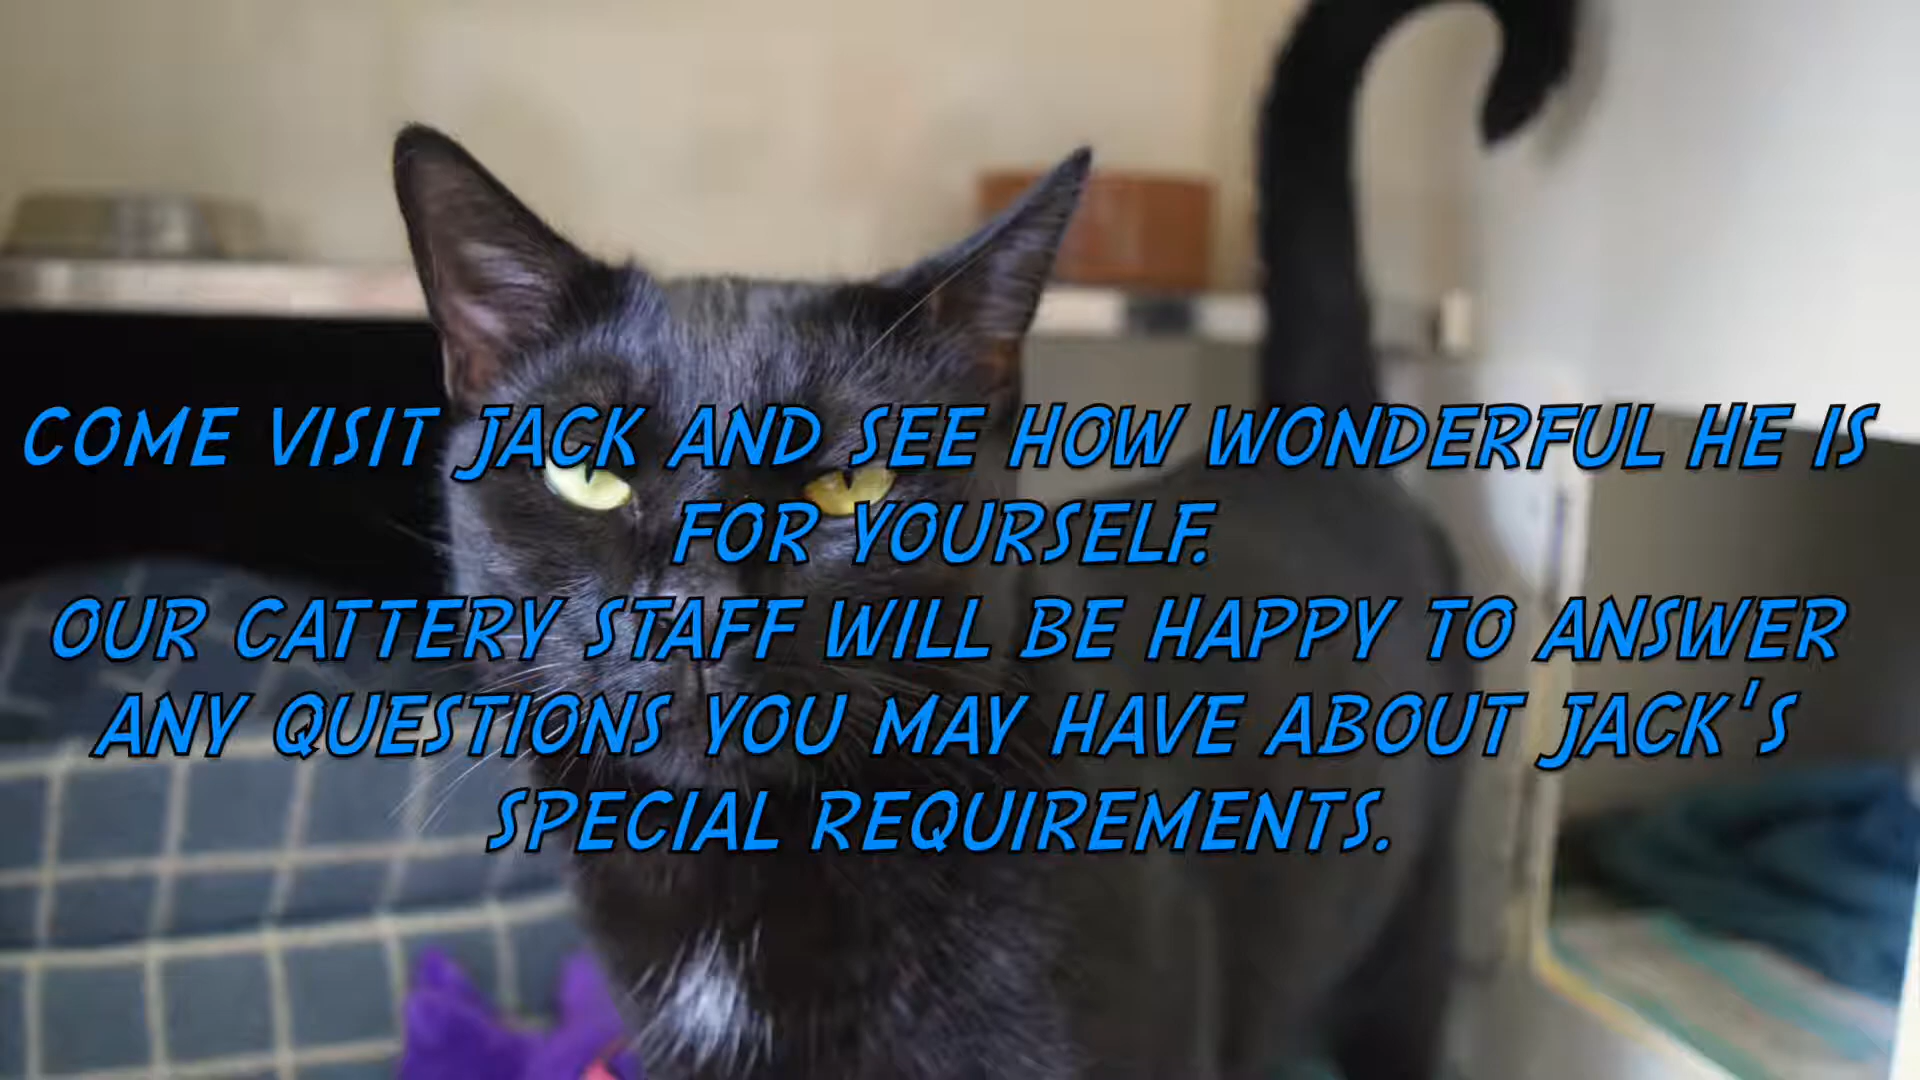 COME VISIT JACK AND SEE HOW WONDERFUL HE IS
FOR YOURSELF.
OUR CATTERY STAFF WILL BE HAPPY TO ANSWER
ANY QUESTIONS YOU MAY HAVE ABOUT JACK'S
SPECIAL REQUIREMENTS.